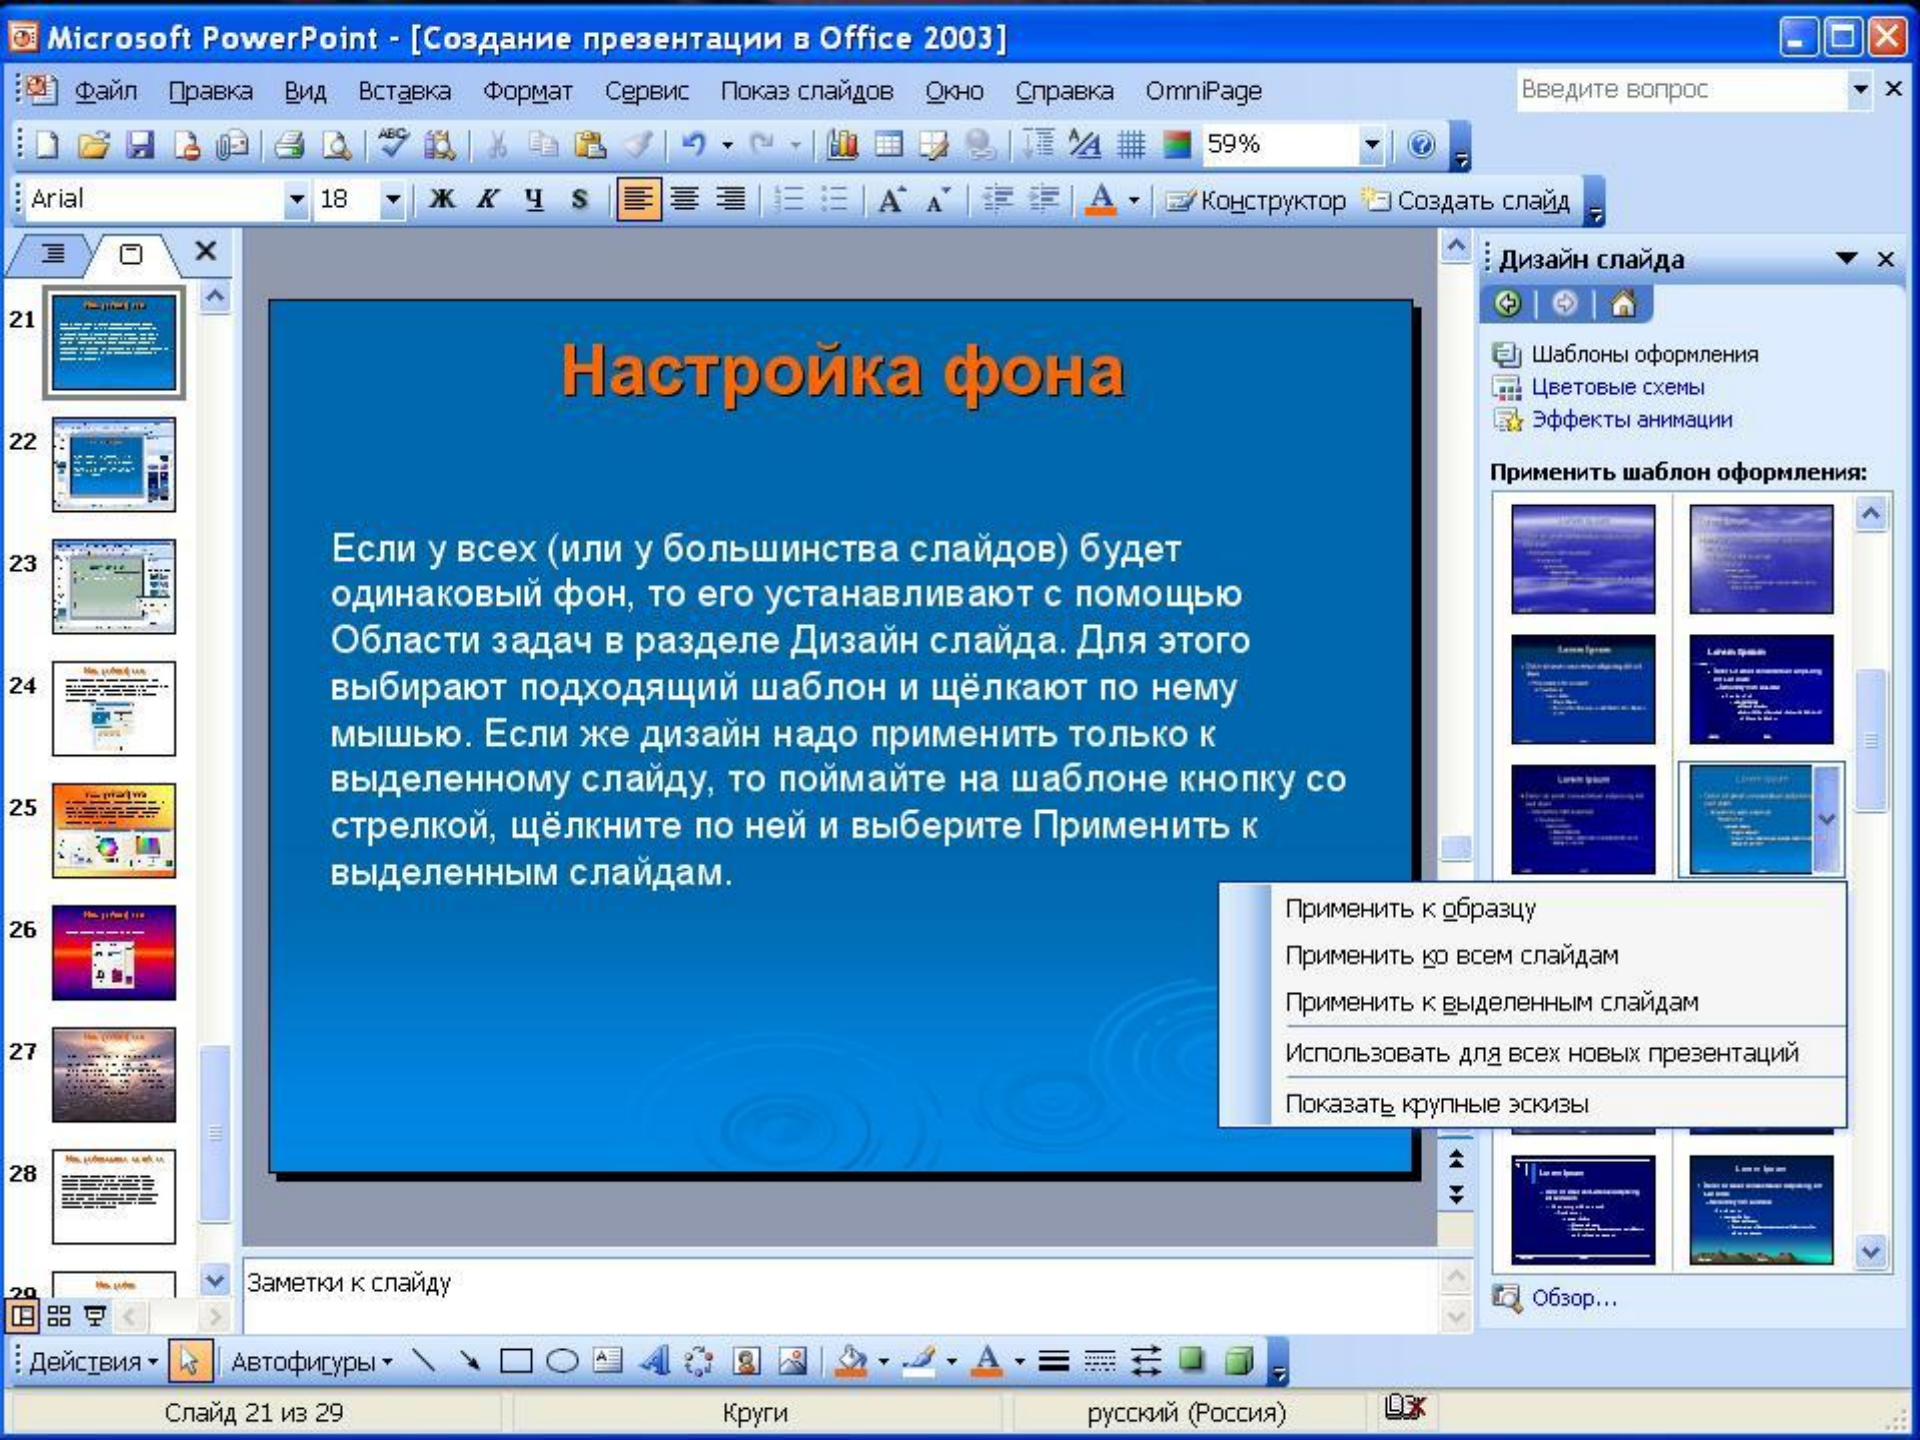 Microsoft PowerPoint - [Создание презентации в Office 2003]
Файл Правка Вид Вставка Формат Сервис Показ слайдов Окно Справка OmniPage Введите вопрос
59%
Arial 18 Ж К Ч S Конструктор Создать слайд
Дизайн слайда
Шаблоны оформления
Цветовые схемы
Эффекты анимации
Применить шаблон оформления:
21
22
23
24
25
26
27
28
29
Настройка фона
Если у всех (или у большинства слайдов) будет
одинаковый фон, то его устанавливают с помощью
Области задач в разделе Дизайн слайда. Для этого
выбирают подходящий шаблон и щёлкают по нему
мышью. Если же дизайн надо применить только к
выделенному слайду, то поймайте на шаблоне кнопку со
стрелкой, щёлкните по ней и выберите Применить к
выделенным слайдам.
Применить к образцу
Применить ко всем слайдам
Применить к выделенным слайдам
Использовать для всех новых презентаций
Показать крупные эскизы
Обзор...
Заметки к слайду
Действия Автофигуры
Слайд 21 из 29 Круги русский (Россия)